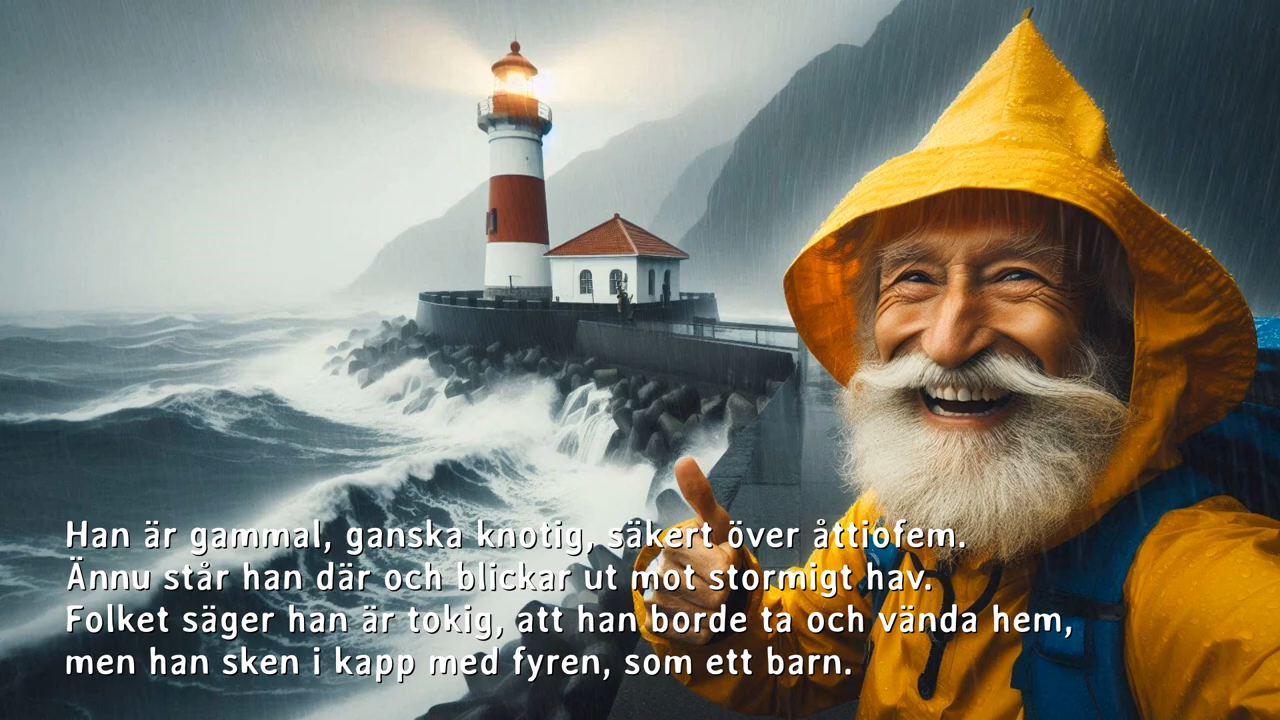 Han är gammal, ganska knotig, säkert över åttiofem.
Ännu står han där och blickar ut mot stormigt hav.
Folket säger han är tokig, att han borde ta och vända hem,
men han sken i kapp med fyren, som ett barn.